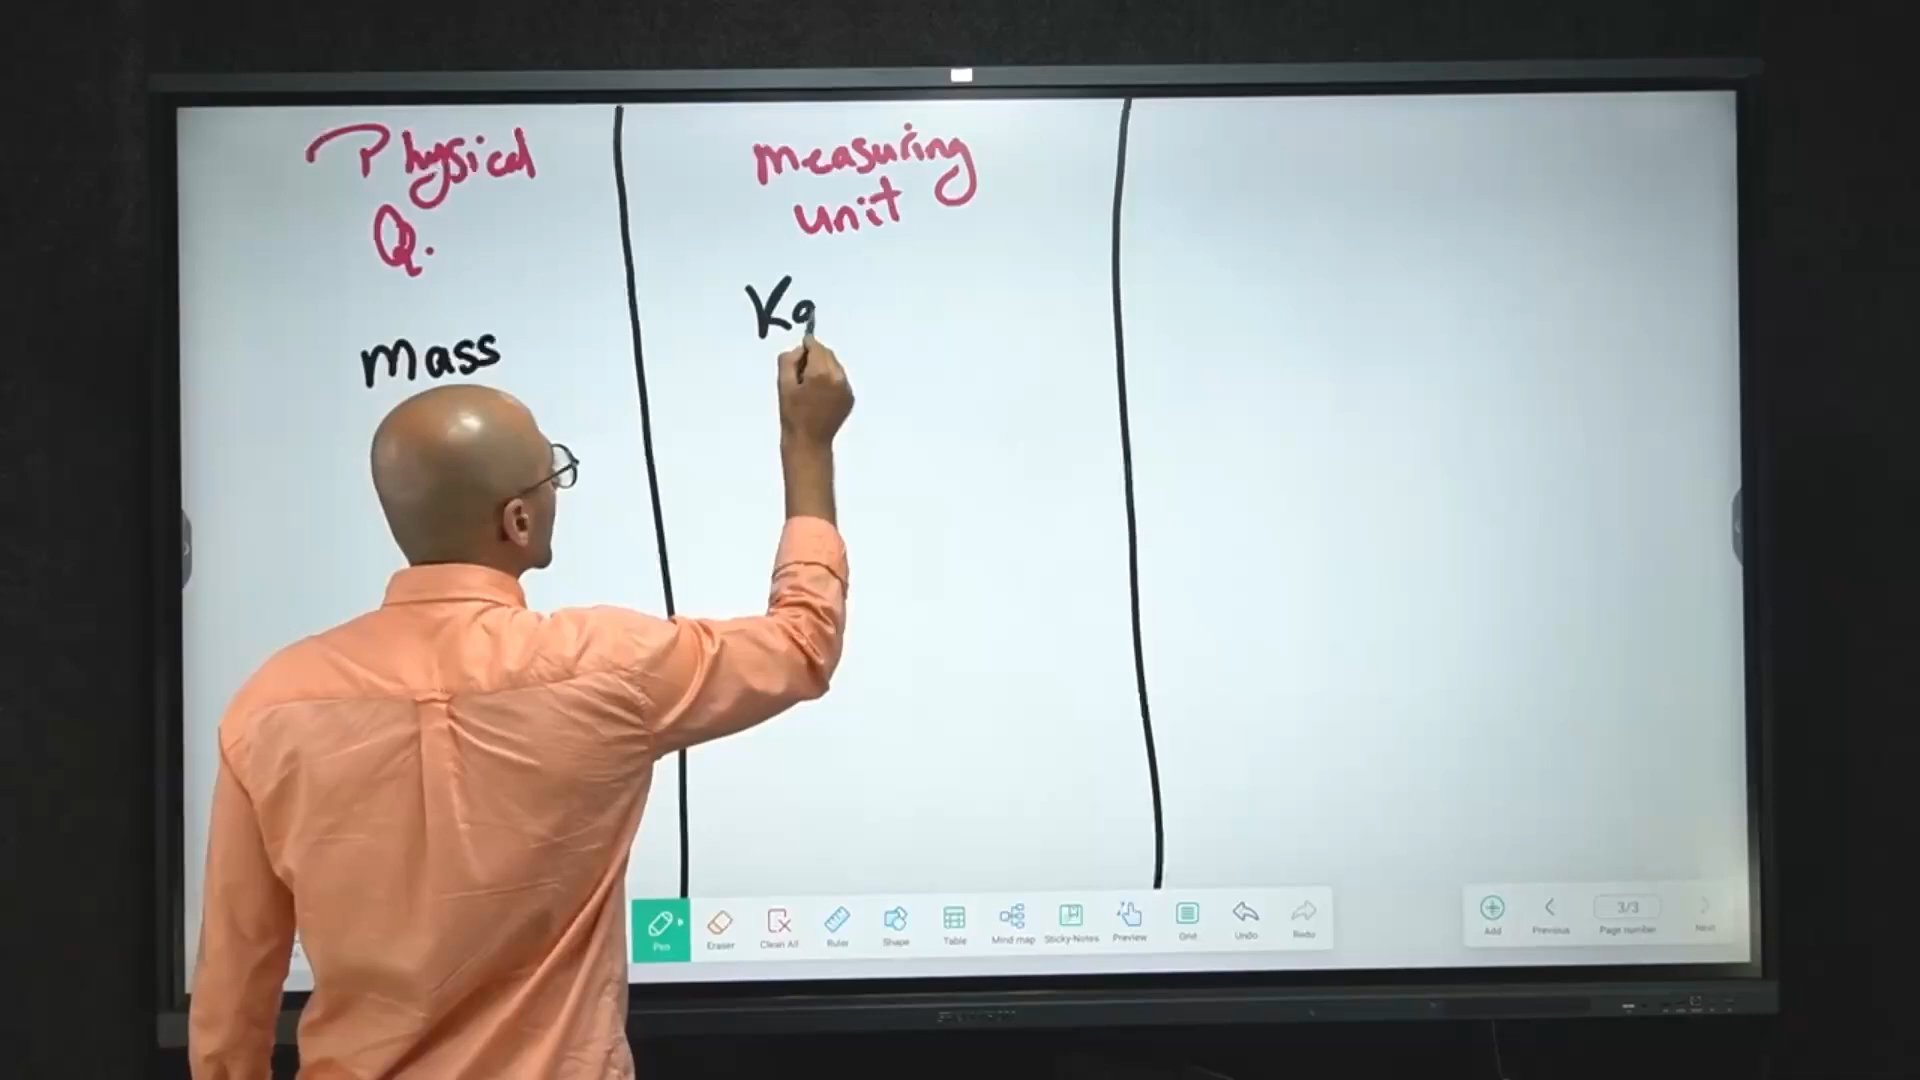 Physical
Q.
measuring
unit
mass
Kg
Pen
Eraser
Clean All
Ruler
Shape
Table
Mind map
Sticky-Notes
Preview
Grid
Undo
Redo
Add
Previous
3/3
Page number
Next